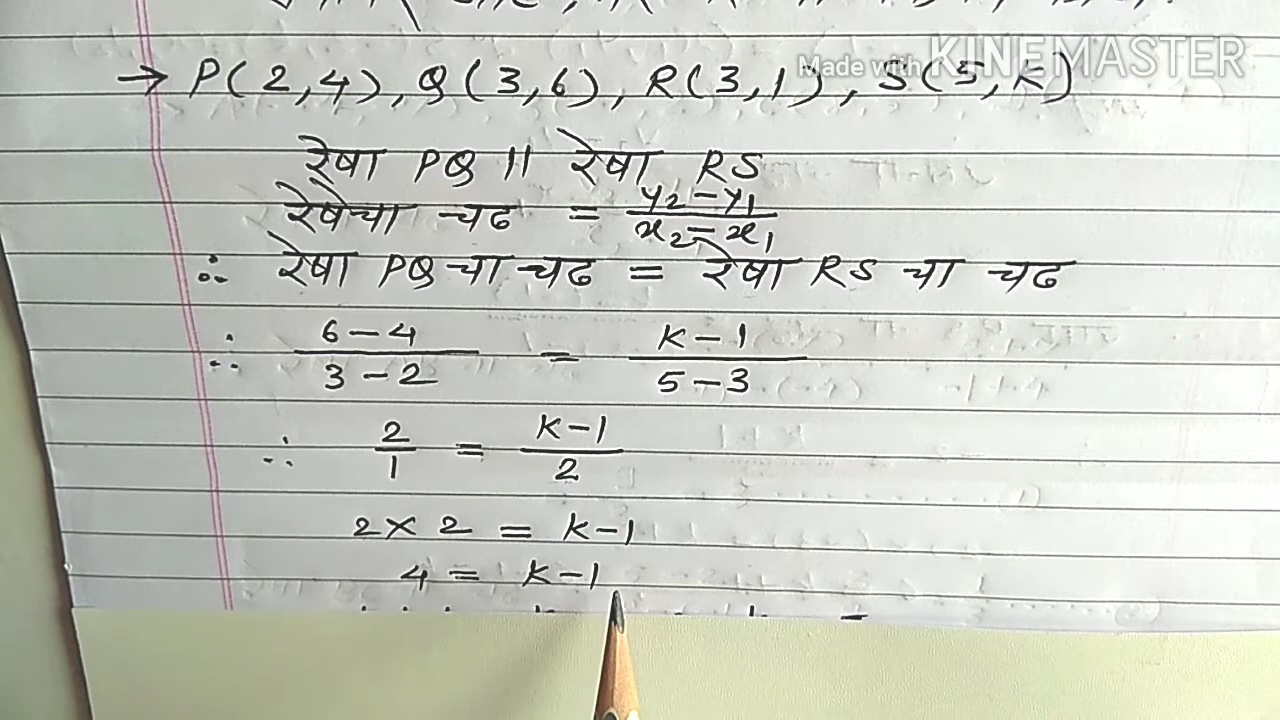 Made with KINEMASTER
→ P(2,4), Q(3,6), R(3,1), S(5,K)
रेषा PQ || रेषा RS
रेषेचा चढ = y₂-y₁ / x₂-x₁
∴ रेषा PQ चा चढ = रेषा RS चा चढ
∴ 6-4 / 3-2 = K-1 / 5-3
∴ 2/1 = K-1 / 2
2 × 2 = K-1
4 = K-1